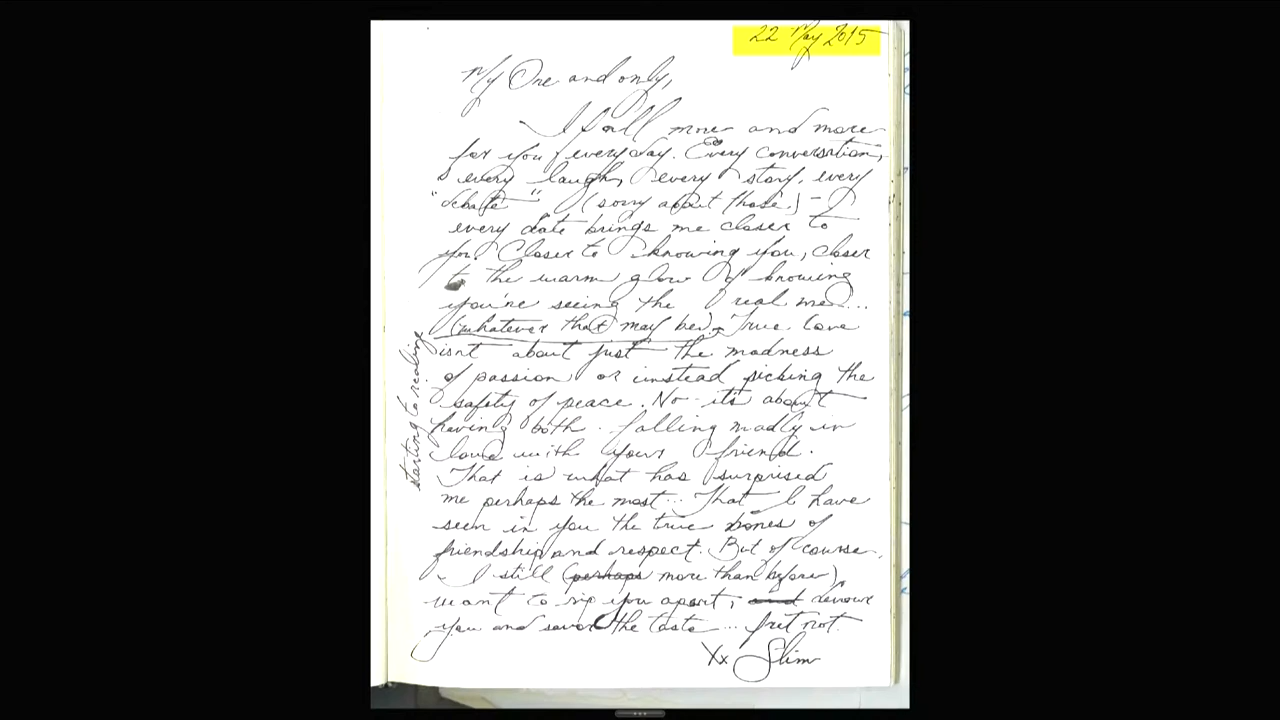 22 May 2015
My One and only,
I fall more and more
for you everyday. Every conversation,
every laugh, every story, every
"debate" (sorry about those.) -
every date brings me closer to
you. Closer to knowing you, closer
to the warm glow of knowing
you're seeing the real me...
(whatever that may be). True love
isnt about just the madness
of passion or instead picking the
safety of peace. No - its about
having both. falling madly in
love with your friend.
That is what has surprised
me perhaps the most... That I have
seen in you the true bones of
friendship and respect. But of course,
I still (perhaps more than before)
want to rip you apart, and devour
you and savor the taste... fret not.
Xx Slim
starting to realize